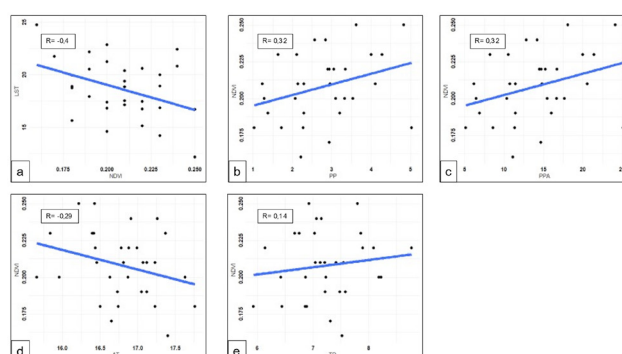 25
R= -0,4
20
LST
15
a
0.175
0.200
0.225
0.250
NDVI
0.250
R= 0,32
0.225
NDVI
0.200
0.175
b
1
2
3
4
5
PP
0.250
R= 0,32
0.225
NDVI
0.200
0.175
c
5
10
15
20
PPA
0.250
R= -0,29
0.225
NDVI
0.200
0.175
d
16.0
16.5
17.0
17.5
0.250
R= 0,14
0.225
NDVI
0.200
0.175
e
6
7
8